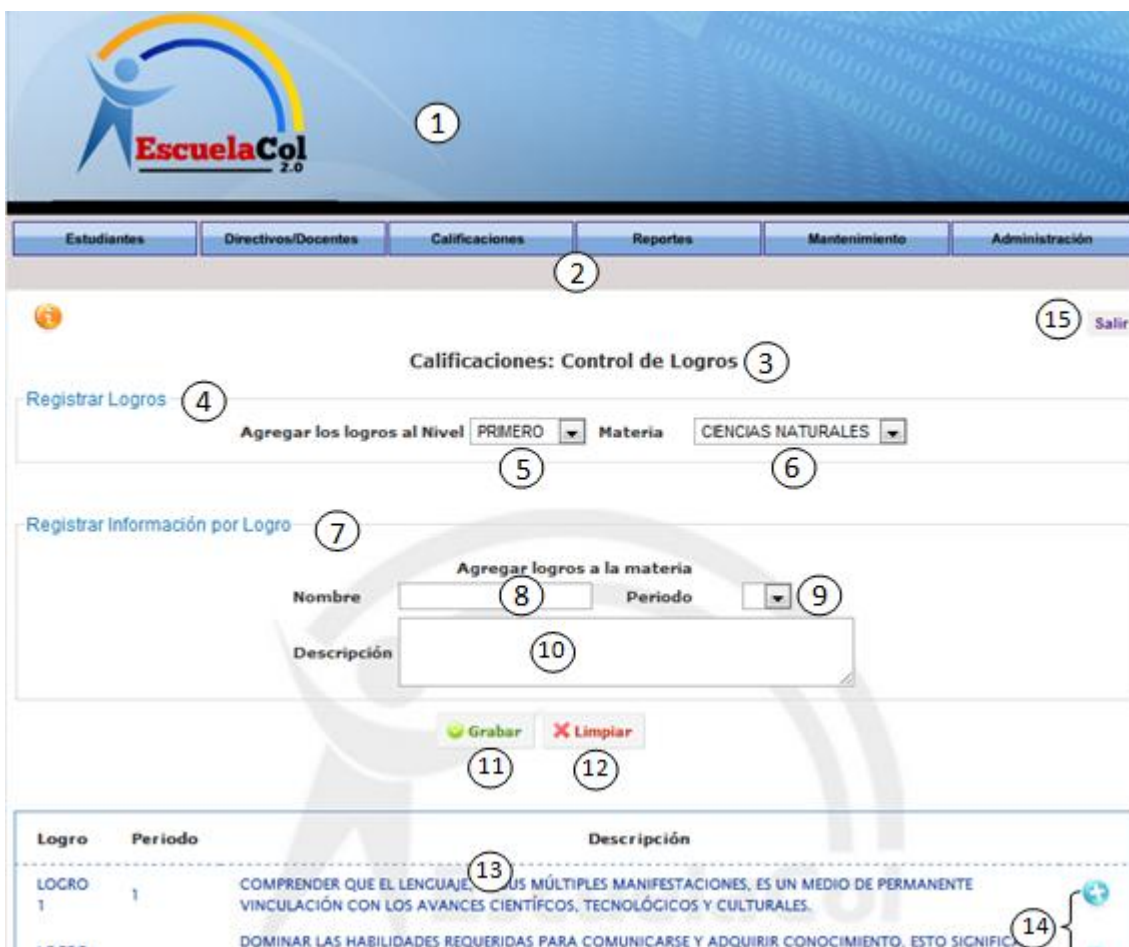 EscuelaCol
2.0
1
Estudiantes Directivos/Docentes Calificaciones Reportes Mantenimiento Administración
2
15 Salir
Calificaciones: Control de Logros 3
Registrar Logros 4
Agregar los logros al Nivel PRIMERO Materia CIENCIAS NATURALES
5 6
Registrar Información por Logro 7
Agregar logros a la materia
Nombre 8 Periodo 9
Descripción 10
Grabar Limpiar
11 12
Logro Periodo Descripción
13
LOGRO 1 COMPRENDER QUE EL LENGUAJE, SUS MÚLTIPLES MANIFESTACIONES, ES UN MEDIO DE PERMANENTE
1 VINCULACIÓN CON LOS AVANCES CIENTÍFCOS, TECNOLÓGICOS Y CULTURALES.
14
DOMINAR LAS HABILIDADES REQUERIDAS PARA COMUNICARSE Y ADQUIRIR CONOCIMIENTO. ESTO SIGNIFICA